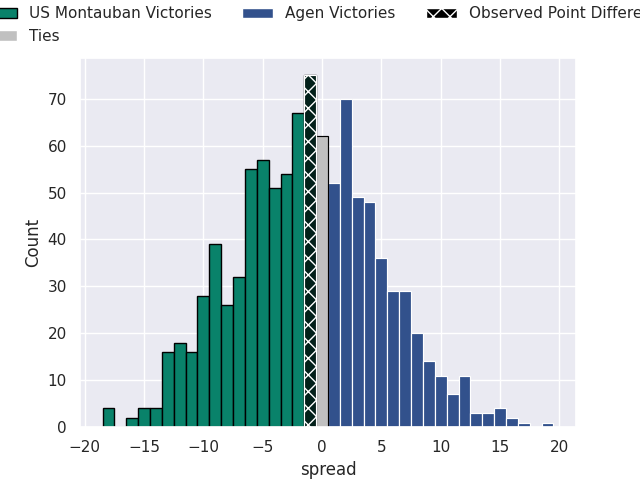 US Montauban Victories
Agen Victories
Observed Point Differe
Ties
70
60
50
40
30
20
10
0
Count
−20 −15 −10 −5 0 5 10 15 20
spread